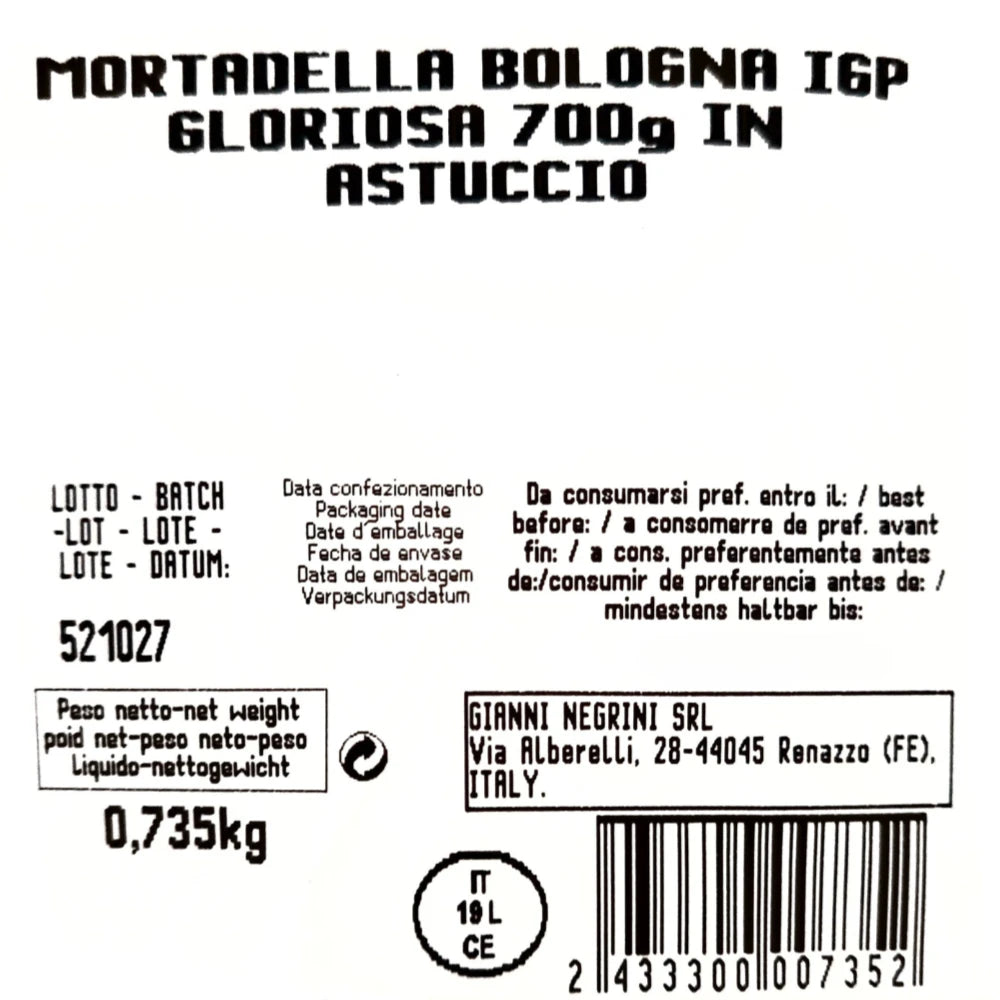 MORTADELLA BOLOGNA IGP
GLORIOSA 700g IN
ASTUCCIO
LOTTO - BATCH
-LOT - LOTE -
LOTE - DATUM:
521027
Data confezionamento
Packaging date
Date d'emballage
Fecha de envase
Data de embalagem
Verpackungsdatum
Da consumarsi pref. entro il: / best
before: / a consomerre de pref. avant
fin: / a cons. preferentemente antes
de:/consumir de preferencia antes de: /
mindestens haltbar bis:
Peso netto-net weight
poid net-peso neto-peso
Liquido-nettogewicht
0,735kg
GIANNI NEGRINI SRL
Via Alberelli, 28-44045 Renazzo (FE).
ITALY.
IT
19 L
CE
2 433300 007352